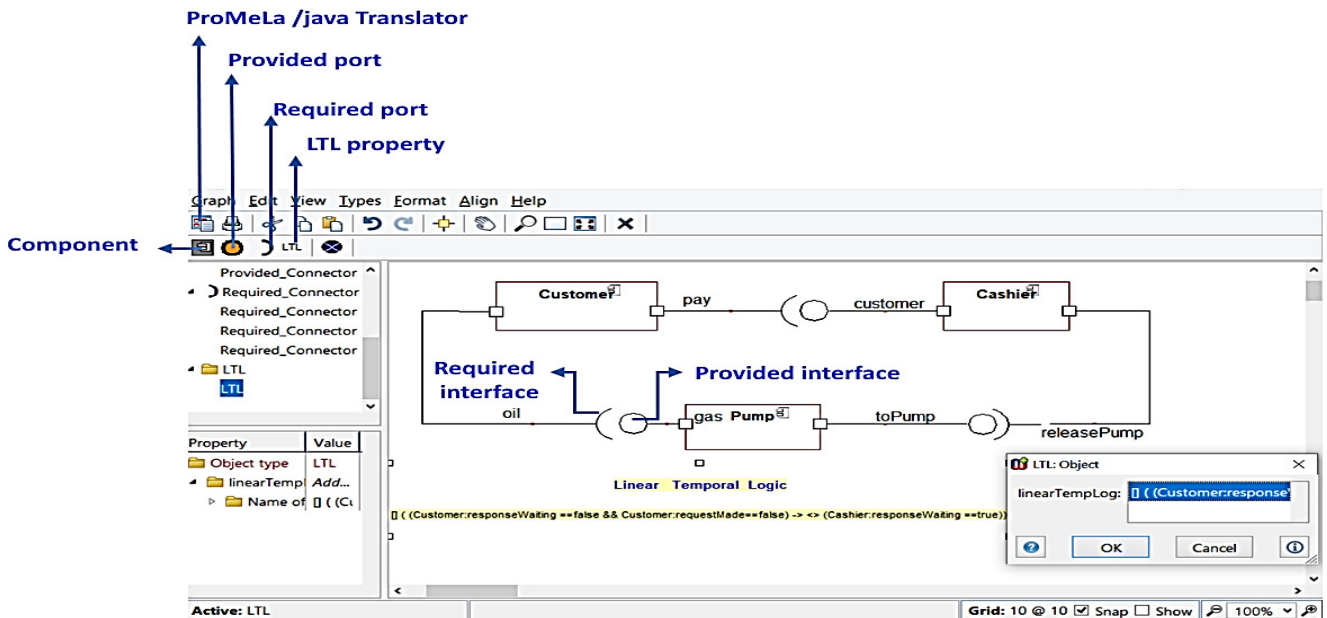 ProMeLa /java Translator
Provided port
Required port
LTL property
Component
Graph Edit View Types Format Align Help
LTL
Provided_Connector
Required_Connector
Required_Connector
Required_Connector
Required_Connector
LTL
LTL
Property Value
Object type LTL
linearTempl Add...
Name of [] ( (Cu
Customer
pay
customer
Cashier
Required interface
Provided interface
oil
gas Pump
toPump
releasePump
Linear Temporal Logic
[] ( (Customer:responseWaiting ==false && Customer:requestMade==false) -> <> (Cashier:responseWaiting ==true))
LTL: Object
linearTempLog: [] ( (Customer:response
OK Cancel
Active: LTL
Grid: 10 @ 10 Snap Show 100%